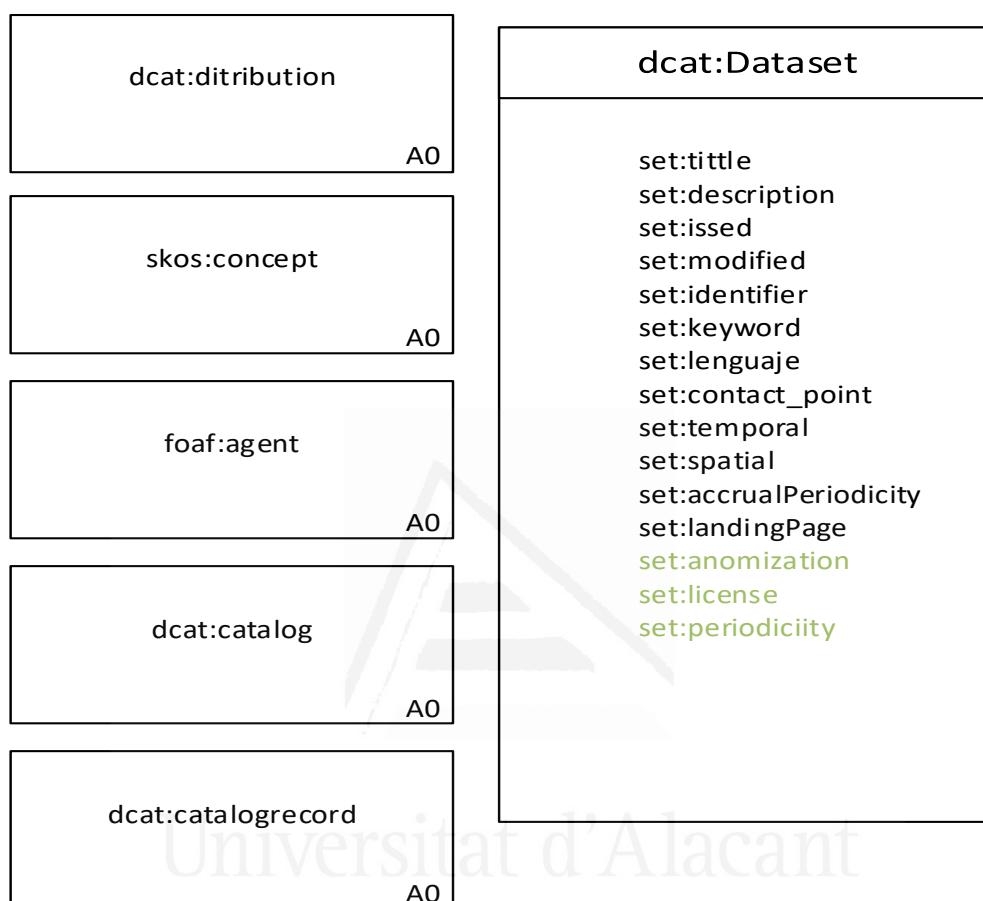 dcat:ditribution
A0
skos:concept
A0
foaf:agent
A0
dcat:catalog
A0
dcat:catalogrecord
A0
dcat:Dataset
set:tittle
set:description
set:issed
set:modified
set:identifier
set:keyword
set:lenguaje
set:contact_point
set:temporal
set:spatial
set:accrualPeriodicity
set:landingPage
set:anomization
set:license
set:periodiciity
Universitat d'Alacant